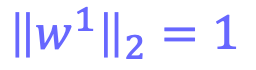 ‖w¹‖₂ = 1